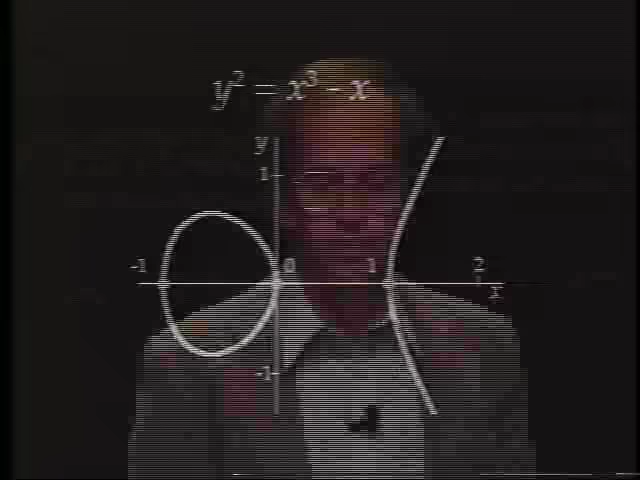 y² = x³ – x
y
1
-1 0 1 2
x
-1